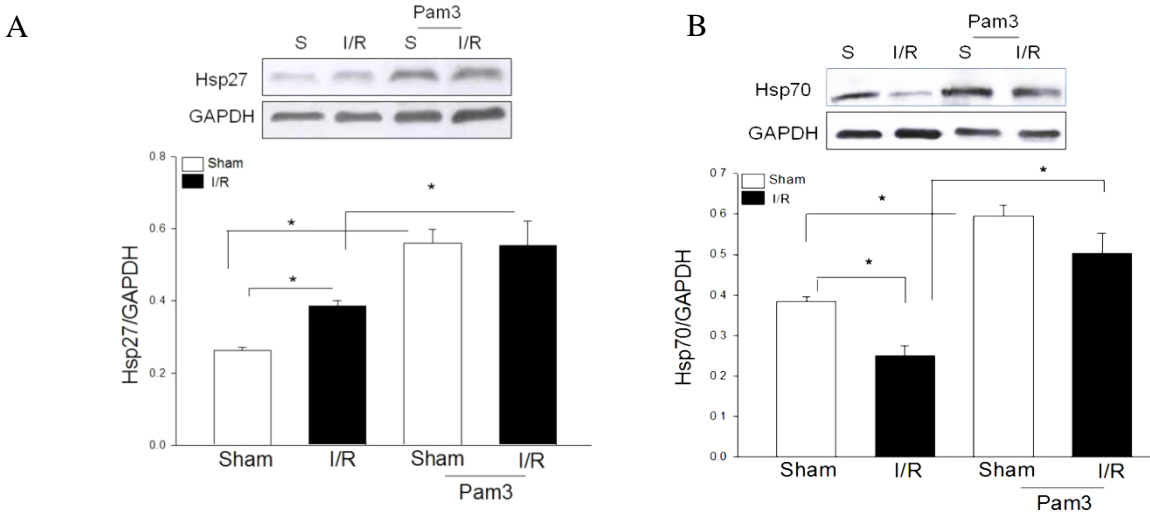 A
Pam3
S I/R S I/R
Hsp27
GAPDH
Sham
I/R
Hsp27/GAPDH
0.8
0.6
0.4
0.2
0.0
*
*
*
Sham I/R Sham I/R
Pam3
B
Pam3
S I/R S I/R
Hsp70
GAPDH
Sham
I/R
Hsp70/GAPDH
0.7
0.6
0.5
0.4
0.3
0.2
0 1
0 0
*
*
*
Sham I/R Sham I/R
Pam3